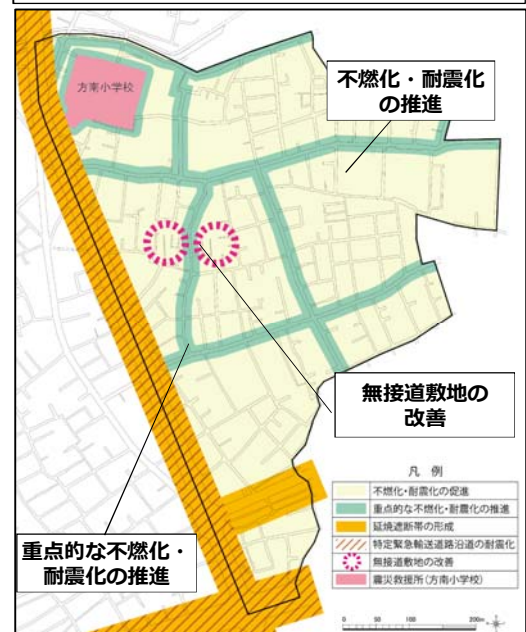 方南小学校
不燃化・耐震化
の推進
無接道敷地の
改善
重点的な不燃化・
耐震化の推進
凡 例
不燃化・耐震化の促進
重点的な不燃化・耐震化の推進
延焼遮断帯の形成
特定緊急輸送道路沿道の耐震化
無接道敷地の改善
震災救援所(方南小学校)
0 50 100 200m